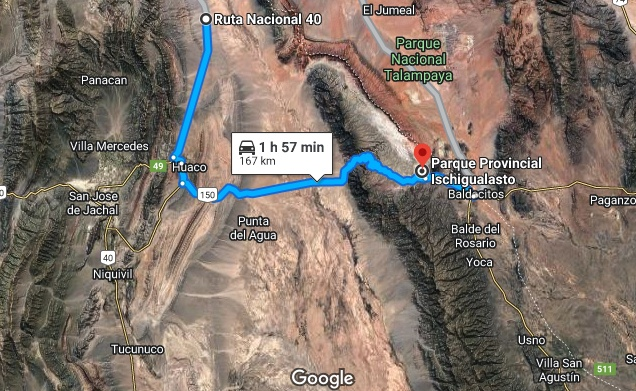 El Jumeal
Ruta Nacional 40
Parque
Nacional
Talampaya
Panacan
1 h 57 min
167 km
Villa Mercedes
49
Huaco
Parque Provincial
Ischigualasto
0
150
San Jose
de Jachal
Baldecitos
Paganzo
Punta
del Agua
Balde del
Rosario
40
Yoca
Niquivil
Usno
Tucunuco
Villa San
Agustín
511
Sa
Google